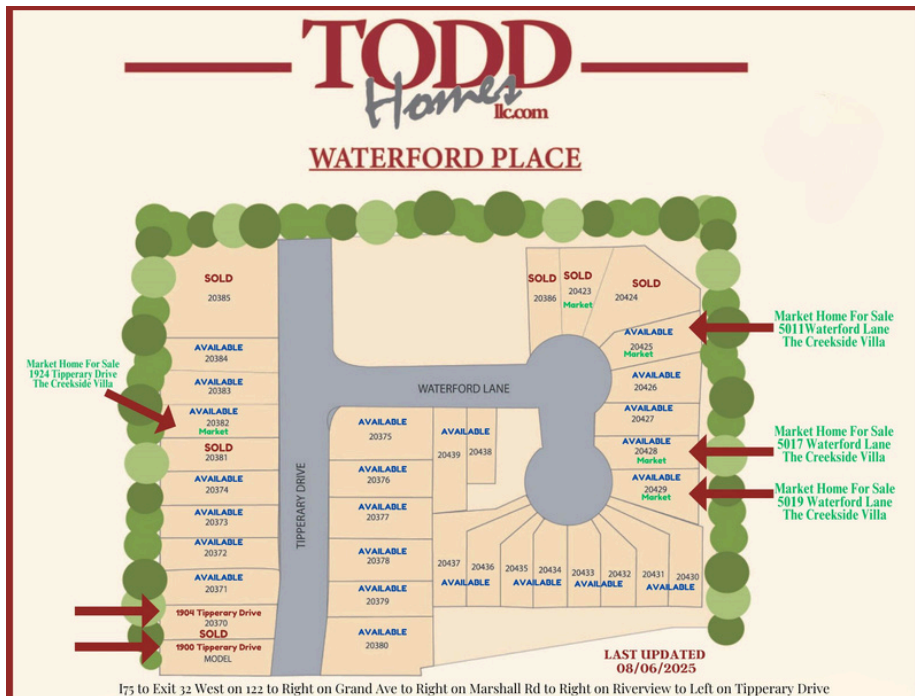 TODD
Homes
llc.com
WATERFORD PLACE
SOLD
20385
AVAILABLE
20384
AVAILABLE
20383
AVAILABLE
20382
Market
SOLD
20381
AVAILABLE
20374
AVAILABLE
20373
AVAILABLE
20372
AVAILABLE
20371
1904 Tipperary Drive
20370
SOLD
1900 Tipperary Drive
MODEL
Market Home For Sale
1924 Tipperary Drive
The Creekside Villa
TIPPERARY DRIVE
WATERFORD LANE
AVAILABLE
20375
AVAILABLE
20376
AVAILABLE
20377
AVAILABLE
20378
AVAILABLE
20379
AVAILABLE
20380
AVAILABLE
20439
20438
SOLD
20386
SOLD
20423
Market
SOLD
20424
AVAILABLE
20425
Market
AVAILABLE
20426
AVAILABLE
20427
AVAILABLE
20428
Market
AVAILABLE
20429
Market
20437
20436
AVAILABLE
20435
20434
AVAILABLE
20433
20432
AVAILABLE
20431
20430
AVAILABLE
Market Home For Sale
5011Waterford Lane
The Creekside Villa
Market Home For Sale
5017 Waterford Lane
The Creekside Villa
Market Home For Sale
5019 Waterford Lane
The Creekside Villa
LAST UPDATED
08/06/2025
I75 to Exit 32 West on 122 to Right on Grand Ave to Right on Marshall Rd to Right on Riverview to Left on Tipperary Drive